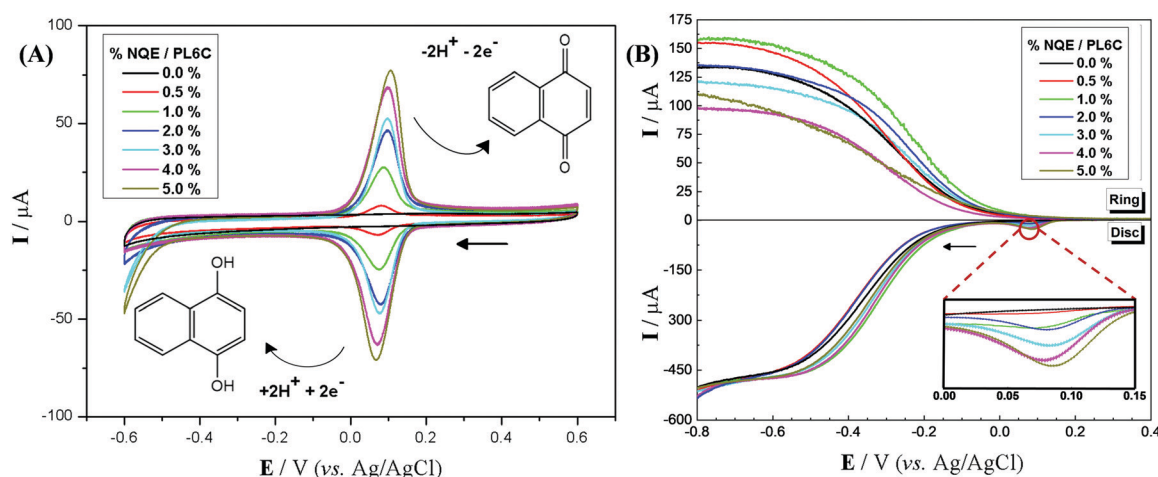 (A)
% NQE / PL6C
0.0 %
0.5 %
1.0 %
2.0 %
3.0 %
4.0 %
5.0 %
-2H+ - 2e-
O
O
OH
OH
+2H+ + 2e-
100
50
0
-50
-100
I / µA
-0.6
-0.4
-0.2
0.0
0.2
0.4
0.6
E / V (vs. Ag/AgCl)
(B)
% NQE / PL6C
0.0 %
0.5 %
1.0 %
2.0 %
3.0 %
4.0 %
5.0 %
Ring
Disc
175
150
125
100
75
50
25
0
-150
-300
-450
-600
I / µA
I / µA
0.00
0.05
0.10
0.15
-0.8
-0.6
-0.4
-0.2
0.0
0.2
0.4
E / V (vs. Ag/AgCl)